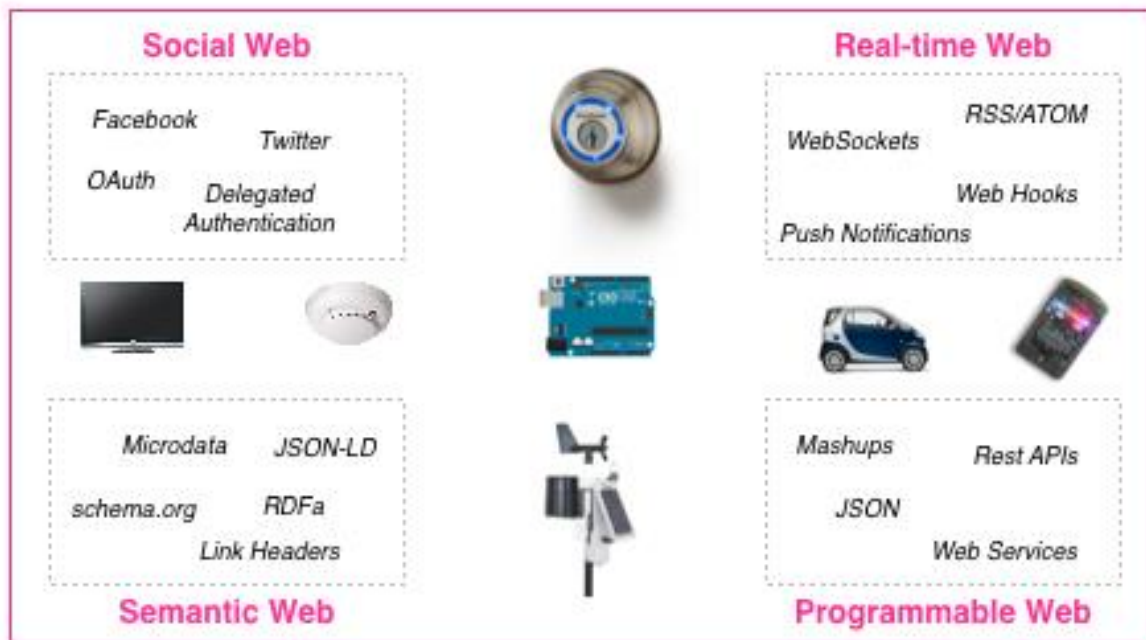 Social Web
Facebook
Twitter
OAuth
Delegated
Authentication
Real-time Web
RSS/ATOM
WebSockets
Web Hooks
Push Notifications
Microdata
JSON-LD
schema.org
RDFa
Link Headers
Semantic Web
Mashups
Rest APIs
JSON
Web Services
Programmable Web